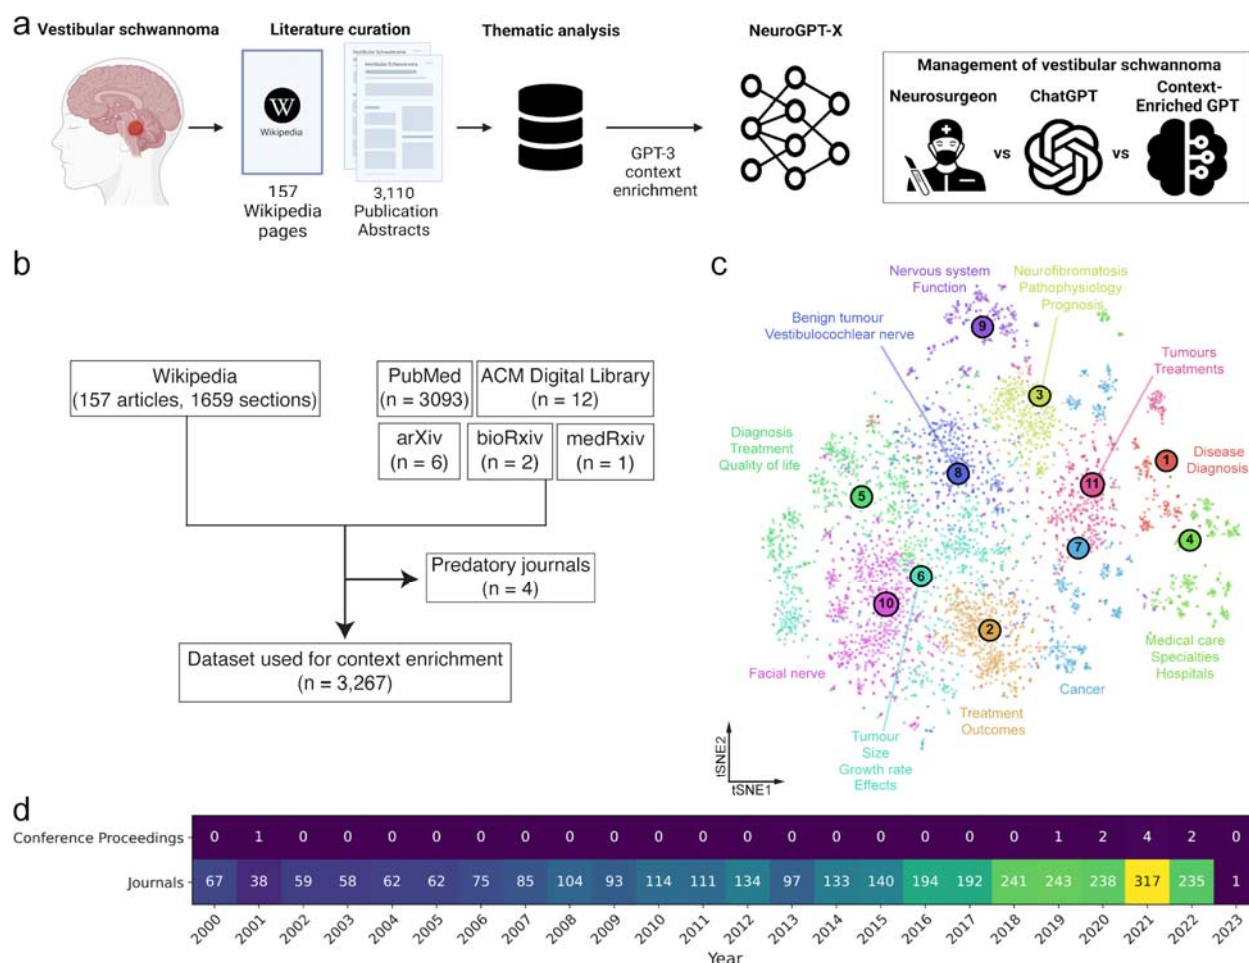 a
Vestibular schwannoma
Literature curation
Thematic analysis
NeuroGPT-X
Vestibular Schwannoma
Vestibular Schwannoma
W
Wikipedia
157
Wikipedia
pages
3,110
Publication
Abstracts
GPT-3
context
enrichment
Management of vestibular schwannoma
Neurosurgeon
vs
ChatGPT
vs
Context-
Enriched GPT
b
Wikipedia
(157 articles, 1659 sections)
PubMed
(n = 3093)
ACM Digital Library
(n = 12)
arXiv
(n = 6)
bioRxiv
(n = 2)
medRxiv
(n = 1)
Predatory journals
(n = 4)
Dataset used for context enrichment
(n = 3,267)
c
Nervous system
Function
9
Neurofibromatosis
Pathophysiology
Prognosis
3
Benign tumour
Vestibulocochlear nerve
8
Tumours
Treatments
11
Disease
Diagnosis
1
Diagnosis
Treatment
Quality of life
5
4
7
6
10
2
Medical care
Specialties
Hospitals
Facial nerve
Cancer
Treatment
Outcomes
Tumour
Size
Growth rate
Effects
tSNE2
tSNE1
d
Conference Proceedings 0 1 0 0 0 0 0 0 0 0 0 0 0 0 0 0 0 0 0 1 2 4 2 0
Journals 67 38 59 58 62 62 75 85 104 93 114 111 134 97 133 140 194 192 241 243 238 317 235 1
2000 2001 2002 2003 2004 2005 2006 2007 2008 2009 2010 2011 2012 2013 2014 2015 2016 2017 2018 2019 2020 2021 2022 2023
Year